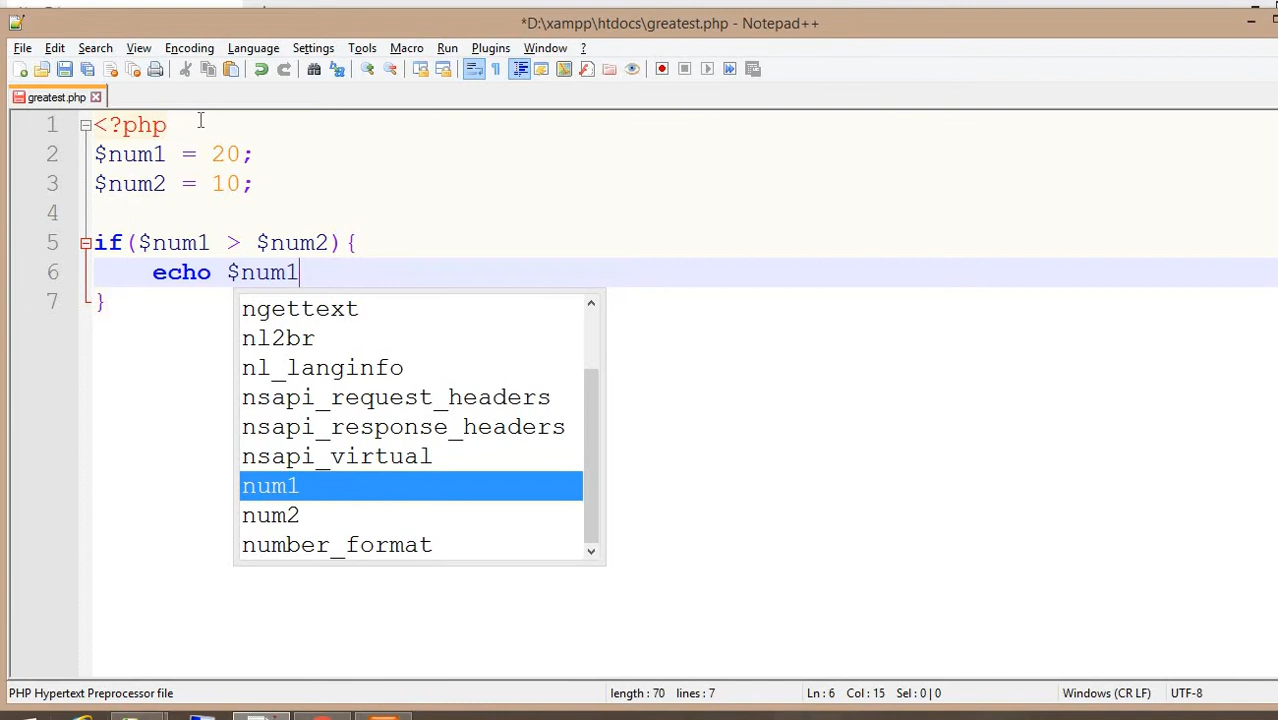 *D:\xampp\htdocs\greatest.php - Notepad++
File Edit Search View Encoding Language Settings Tools Macro Run Plugins Window ?
greatest.php
1 <?php
2 $num1 = 20;
3 $num2 = 10;
4
5 if($num1 > $num2){
6 echo $num1
7 }
ngettext
nl2br
nl_langinfo
nsapi_request_headers
nsapi_response_headers
nsapi_virtual
num1
num2
number_format
PHP Hypertext Preprocessor file length : 70 lines : 7 Ln : 6 Col : 15 Sel : 0 | 0 Windows (CR LF) UTF-8